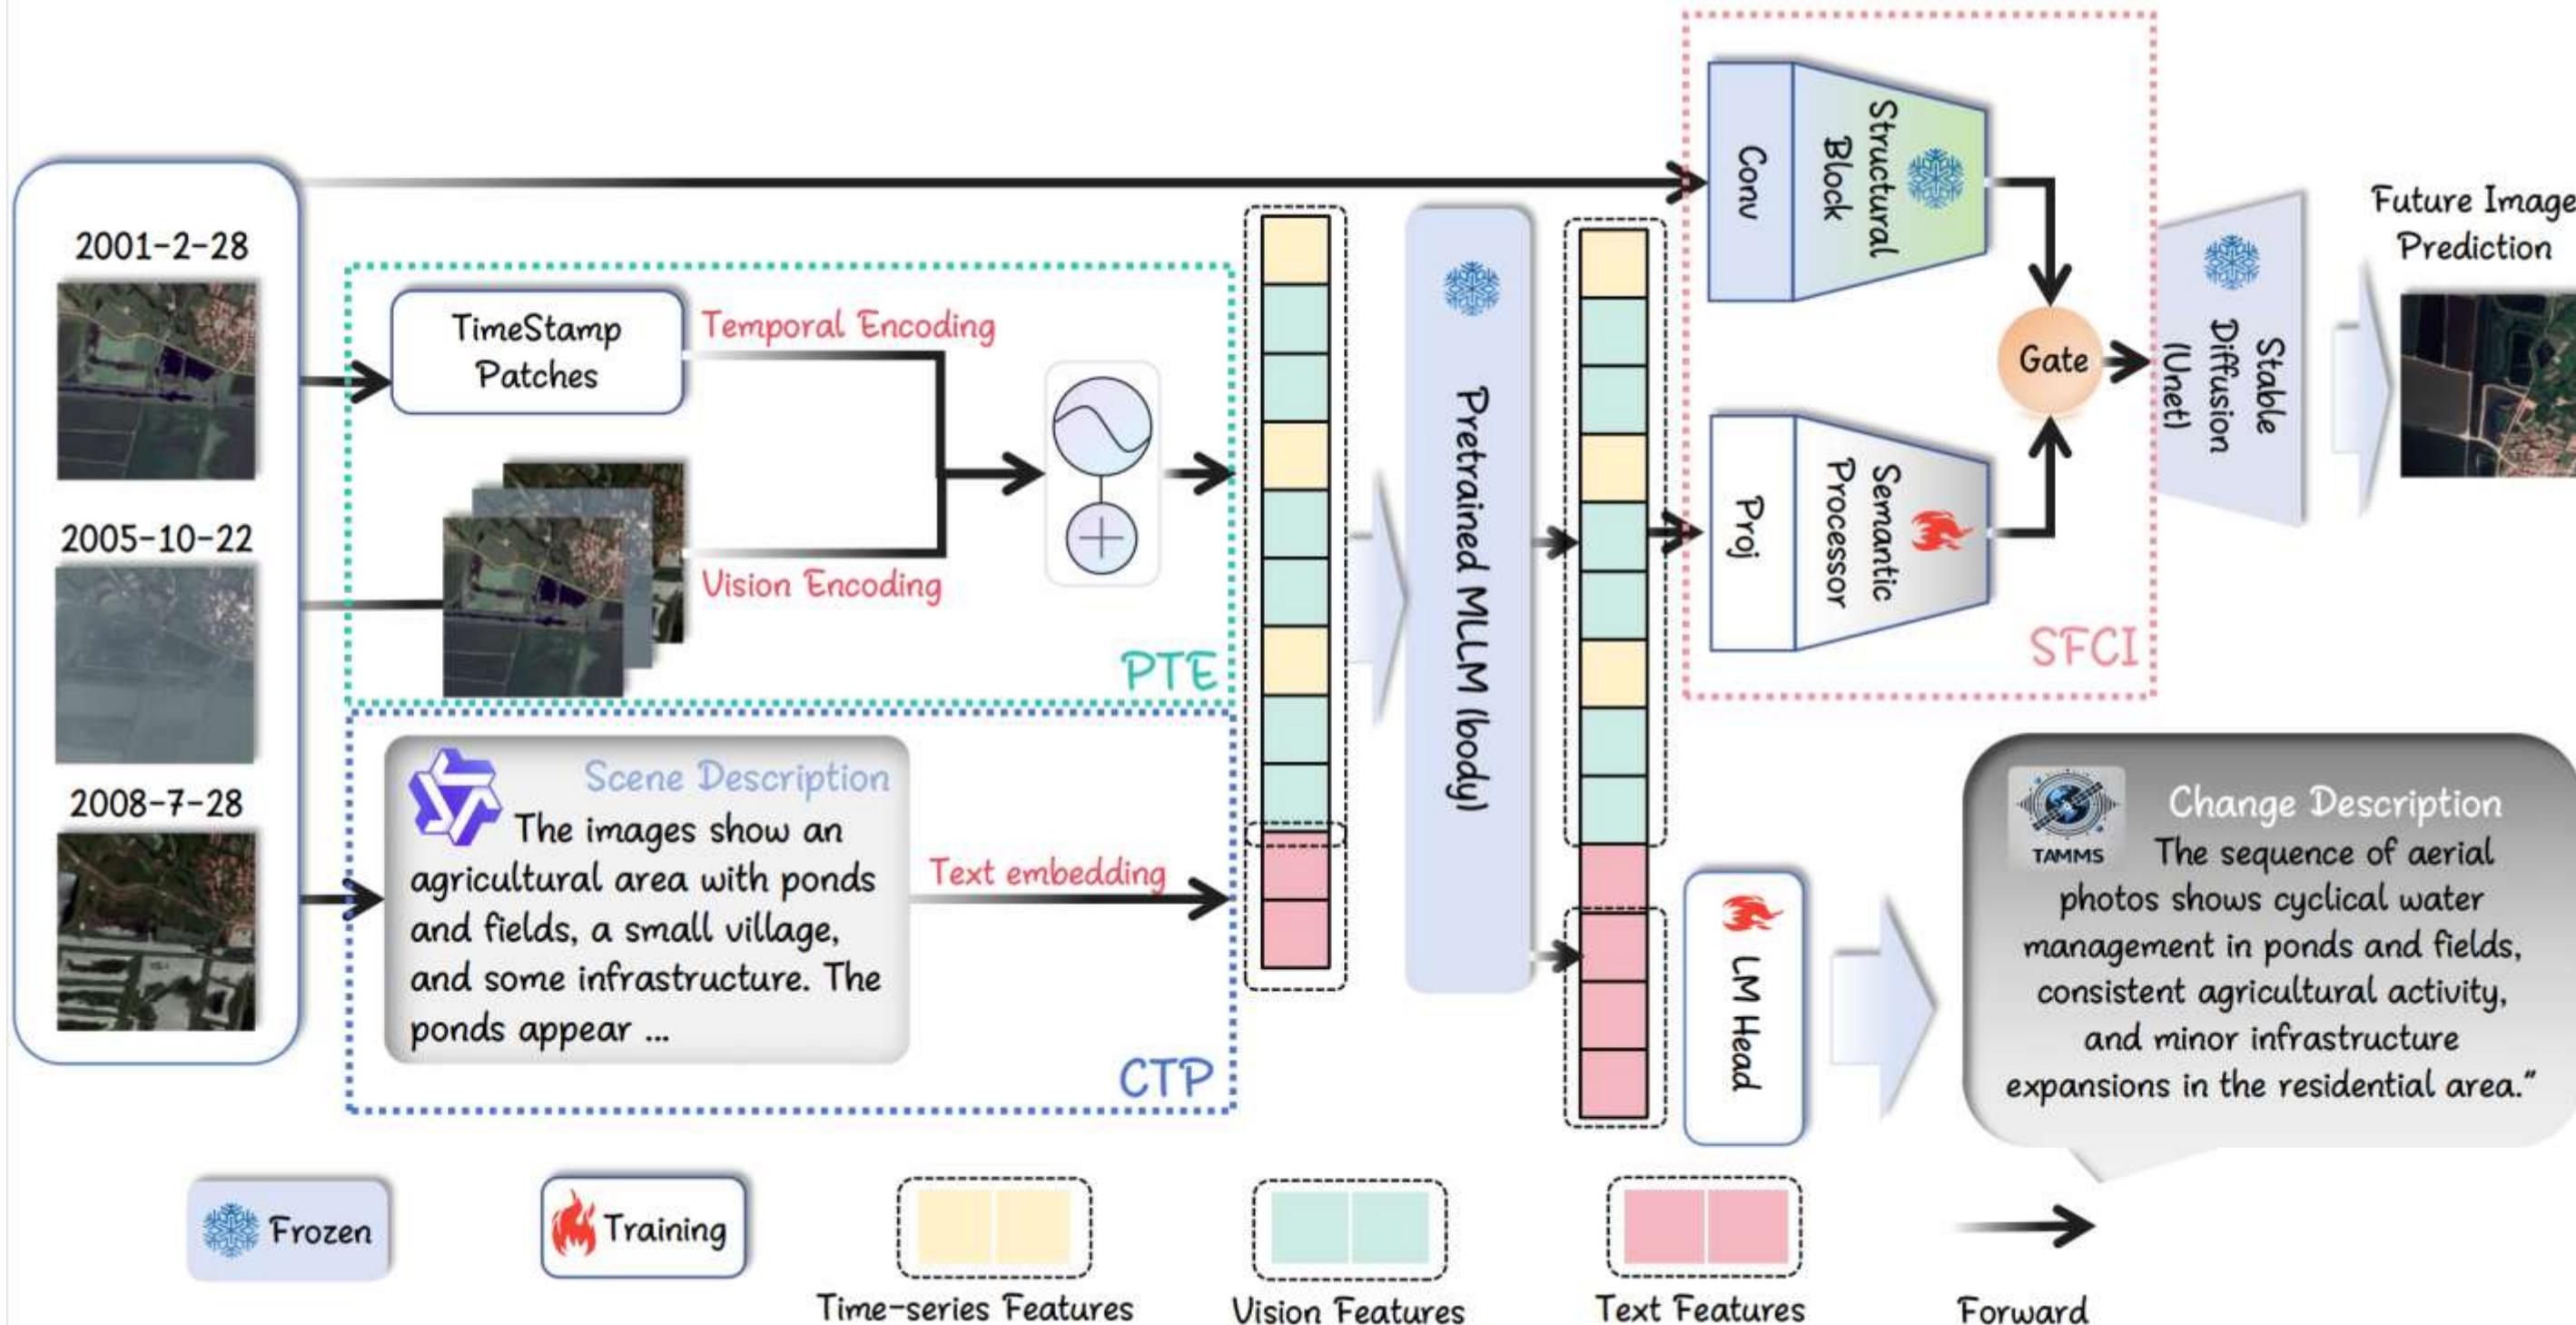 2001-2-28
2005-10-22
2008-7-28
TimeStamp
Patches
Temporal Encoding
Vision Encoding
PTE
Scene Description
The images show an
agricultural area with ponds
and fields, a small village,
and some infrastructure. The
ponds appear ...
Text embedding
CTP
Pretrained MLLM (body)
Conv
Structural
Block
Proj
Semantic
Processor
Gate
SFCI
Stable
Diffusion
(Unet)
Future Image
Prediction
LM Head
TAMMS
Change Description
The sequence of aerial
photos shows cyclical water
management in ponds and fields,
consistent agricultural activity,
and minor infrastructure
expansions in the residential area.”
Frozen
Training
Time-series Features
Vision Features
Text Features
Forward